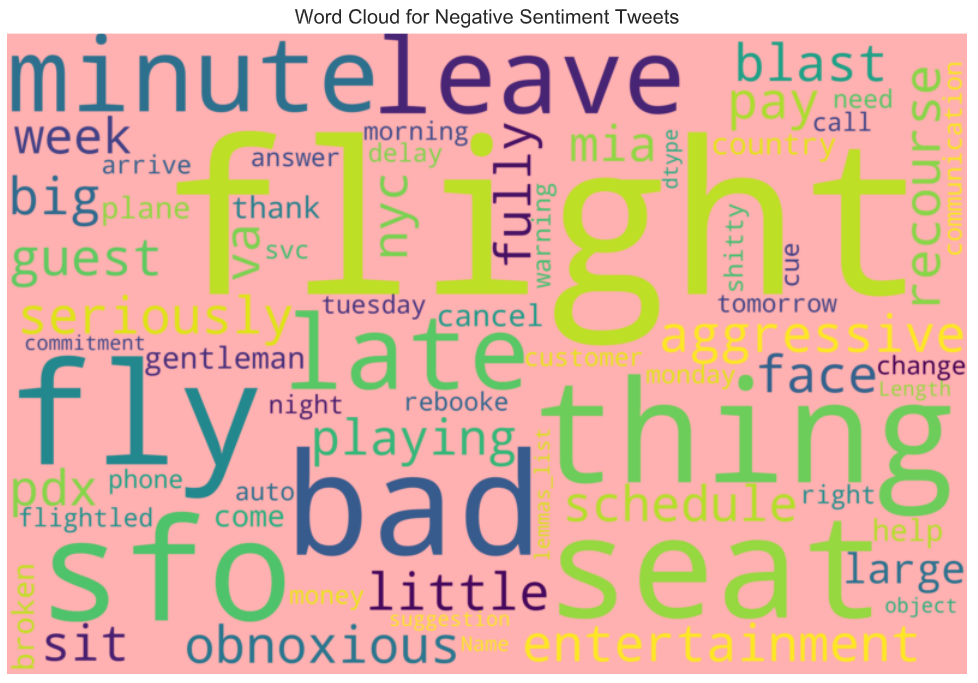 Word Cloud for Negative Sentiment Tweets
minute
leave
blast
pay
need
recourse
communication
week
morning
call
arrive
answer
delay
fully
mia
dtype
country
flight
big
plane
thank
va
nyc
svc
guest
warning
shitty
cue
tuesday
tomorrow
seriously
late
cancel
aggressive
commitment
gentleman
customer
monday
face
change
Length
fly
night
rebooke
thing
playing
pdx
phone
auto
bad
lemmas_list
schedule
right
flightled
come
help
sfo
seat
large
broken
money
little
object
suggestion
sit
obnoxious
Name
entertainment